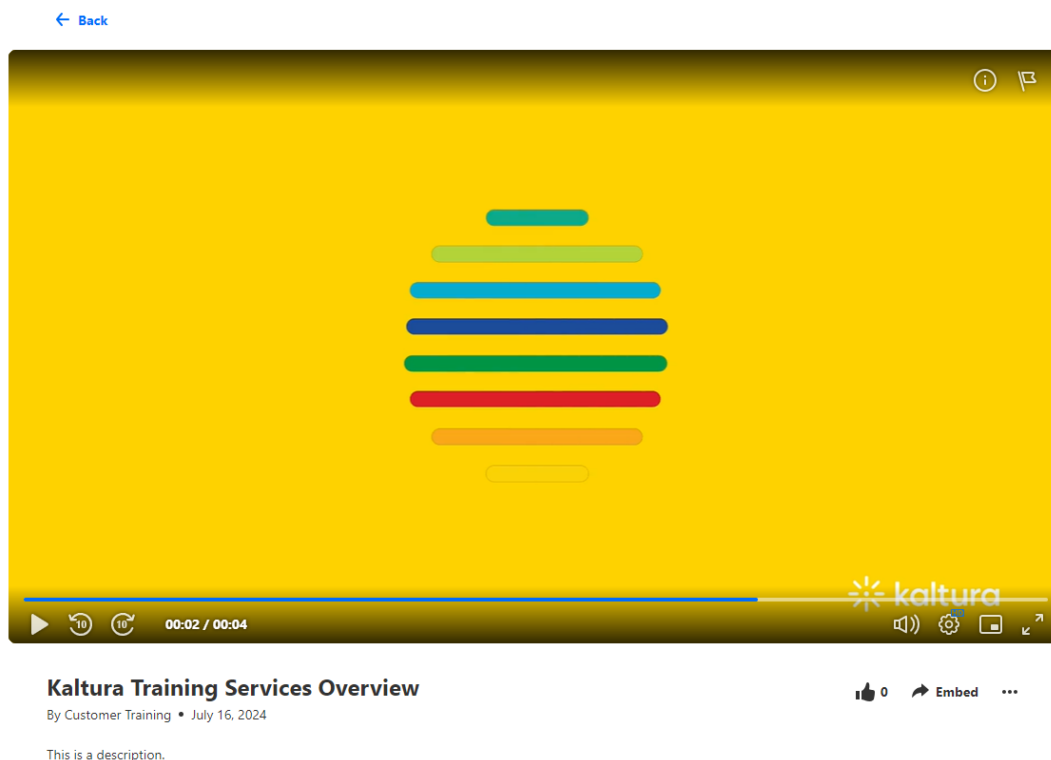 Back
kaltura
10 10 00:02 / 00:04
Kaltura Training Services Overview
0 Embed
By Customer Training • July 16, 2024
This is a description.